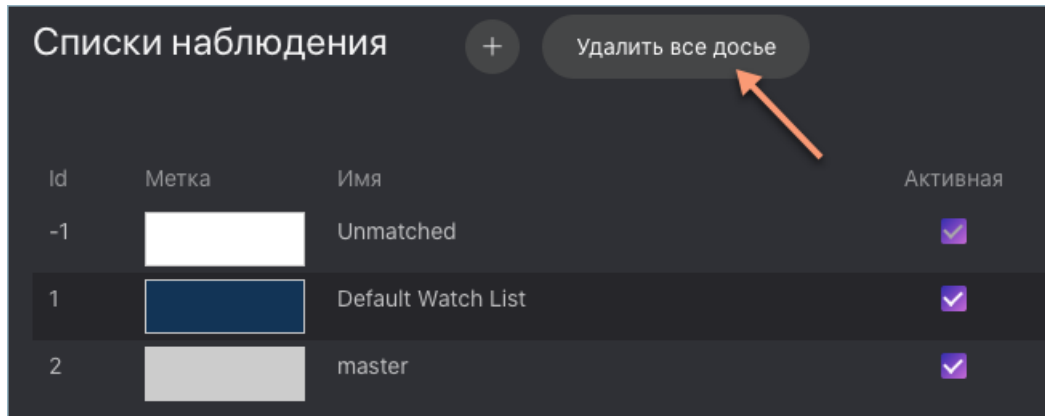 Списки наблюдения + Удалить все досье
Id Метка Имя Активная
-1 Unmatched
1 Default Watch List
2 master